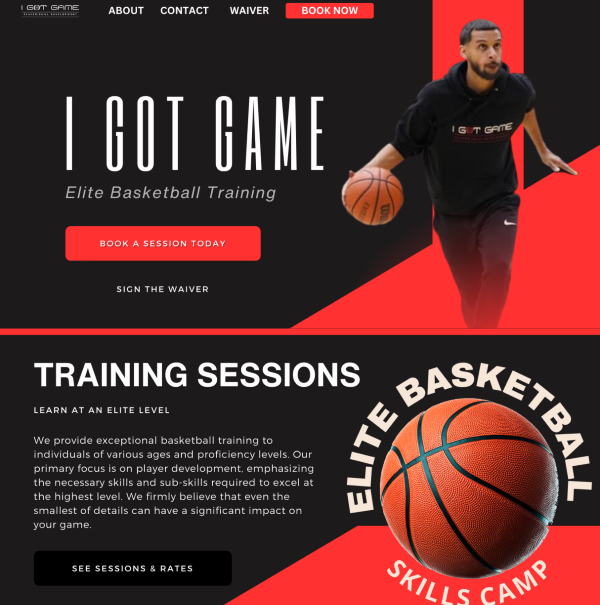 I GOT GAME
ABOUT CONTACT WAIVER BOOK NOW
I GOT GAME
Elite Basketball Training
BOOK A SESSION TODAY
SIGN THE WAIVER
I GOT GAME
TRAINING SESSIONS
LEARN AT AN ELITE LEVEL
We provide exceptional basketball training to
individuals of various ages and proficiency levels. Our
primary focus is on player development, emphasizing
the necessary skills and sub-skills required to excel at
the highest level. We firmly believe that even the
smallest of details can have a significant impact on
your game.
SEE SESSIONS & RATES
ELITE BASKETBALL
SKILLS CAMP